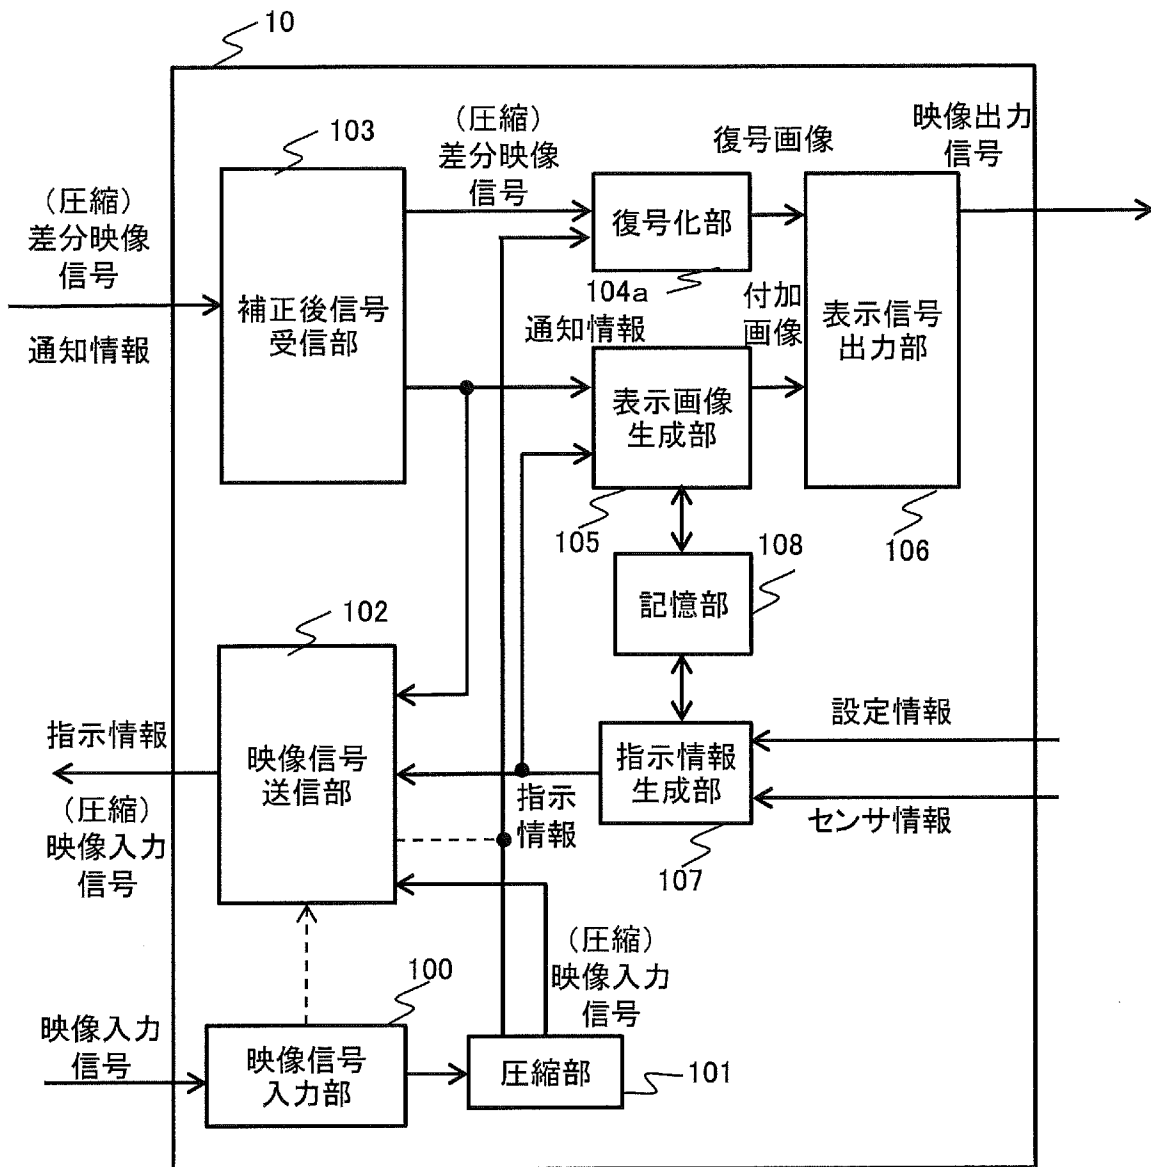 10
103
(圧縮)
差分映像
信号
復号画像
映像出力
信号
(圧縮)
差分映像
信号
通知情報
補正後信号
受信部
復号化部
104a
付加
画像
通知情報
表示信号
出力部
表示画像
生成部
105
106
108
記憶部
102
映像信号
送信部
指示情報
(圧縮)
映像入力
信号
指示
情報
指示情報
生成部
107
設定情報
センサ情報
(圧縮)
映像入力
信号
100
映像入力
信号
映像信号
入力部
圧縮部
101